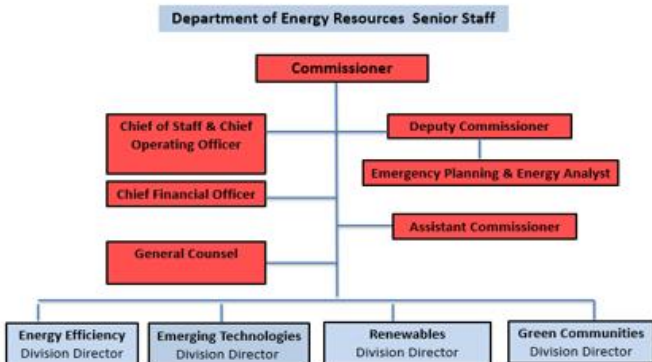 Department of Energy Resources Senior Staff
Commissioner
Chief of Staff & Chief
Operating Officer
Deputy Commissioner
Emergency Planning & Energy Analyst
Chief Financial Officer
Assistant Commissioner
General Counsel
Energy Efficiency
Division Director
Emerging Technologies
Division Director
Renewables
Division Director
Green Communities
Division Director